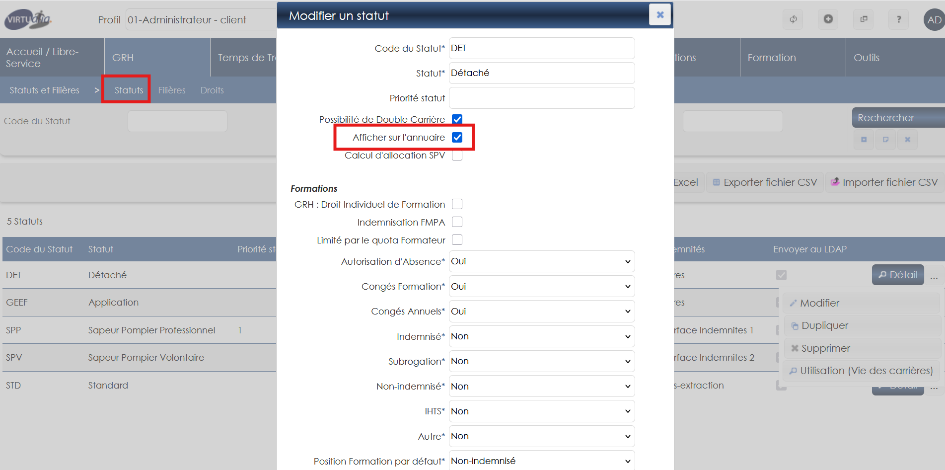 VIRTUalia
Profil 01-Administrateur - client
AD
Accueil / Libre-
Service
GRH
Temps de Tr
tions
Formation
Outils
Statuts et Filières > Statuts Filières Droits
Code du Statut
Rechercher
Excel
Exporter fichier CSV
Importer fichier CSV
5 Statuts
Code du Statut Statut Priorité st
emnités Envoyer au LDAP
DET Détaché
res Détail ...
GEEF Application
res
SPP Sapeur Pompier Professionnel 1
rface Indemnites 1
SPV Sapeur Pompier Volontaire
rface Indemnites 2
STD Standard
s-extraction
Modifier
Dupliquer
Supprimer
Utilisation (Vie des carrières)
Modifier un statut
Code du Statut* DET
Statut* Détaché
Priorité statut
Possibilité de Double Carrière
Afficher sur l'annuaire
Calcul d'allocation SPV
Formations
GRH : Droit Individuel de Formation
Indemnisation FMPA
Limité par le quota Formateur
Autorisation d'Absence* Oui
Congés Formation* Oui
Congés Annuels* Oui
Indemnisé* Non
Subrogation* Non
Non-indemnisé* Non
IHTS* Non
Autre* Non
Position Formation par défaut* Non-indemnisé